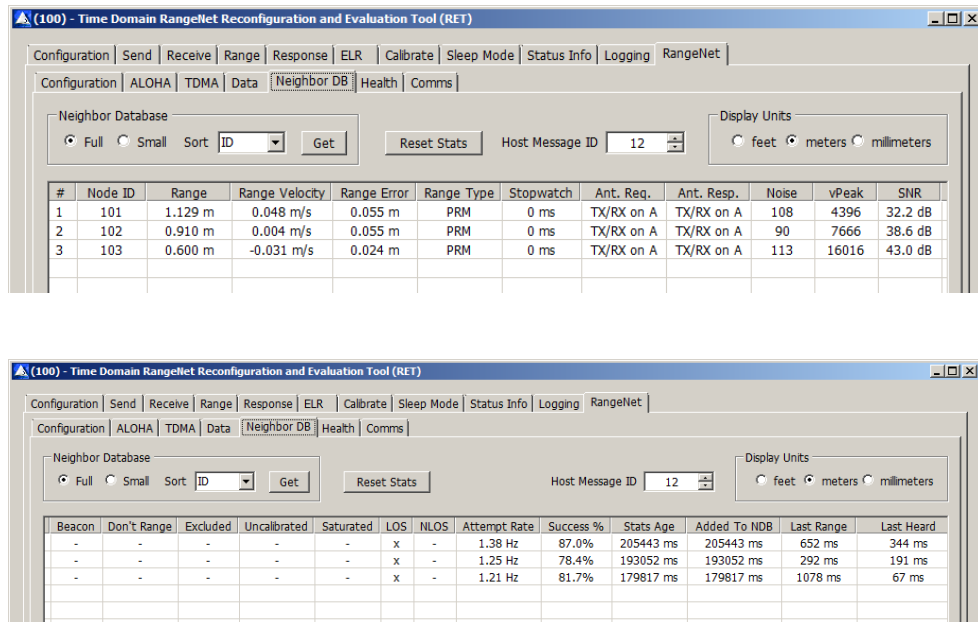 (100) - Time Domain RangeNet Reconfiguration and Evaluation Tool (RET)
Configuration Send Receive Range Response ELR Calibrate Sleep Mode Status Info Logging RangeNet
Configuration ALOHA TDMA Data Neighbor DB Health Comms
Neighbor Database Display Units
Full Small Sort ID Get Reset Stats Host Message ID 12 feet meters millimeters
# Node ID Range Range Velocity Range Error Range Type Stopwatch Ant. Req. Ant. Resp. Noise vPeak SNR
1 101 1.129 m 0.048 m/s 0.055 m PRM 0 ms TX/RX on A TX/RX on A 108 4396 32.2 dB
2 102 0.910 m 0.004 m/s 0.055 m PRM 0 ms TX/RX on A TX/RX on A 90 7666 38.6 dB
3 103 0.600 m -0.031 m/s 0.024 m PRM 0 ms TX/RX on A TX/RX on A 113 16016 43.0 dB
(100) - Time Domain RangeNet Reconfiguration and Evaluation Tool (RET)
Configuration Send Receive Range Response ELR Calibrate Sleep Mode Status Info Logging RangeNet
Configuration ALOHA TDMA Data Neighbor DB Health Comms
Neighbor Database Display Units
Full Small Sort ID Get Reset Stats Host Message ID 12 feet meters millimeters
Beacon Don't Range Excluded Uncalibrated Saturated LOS NLOS Attempt Rate Success % Stats Age Added To NDB Last Range Last Heard
- - - - - x - 1.38 Hz 87.0% 205443 ms 205443 ms 652 ms 344 ms
- - - - - x - 1.25 Hz 78.4% 193052 ms 193052 ms 292 ms 191 ms
- - - - - x - 1.21 Hz 81.7% 179817 ms 179817 ms 1078 ms 67 ms